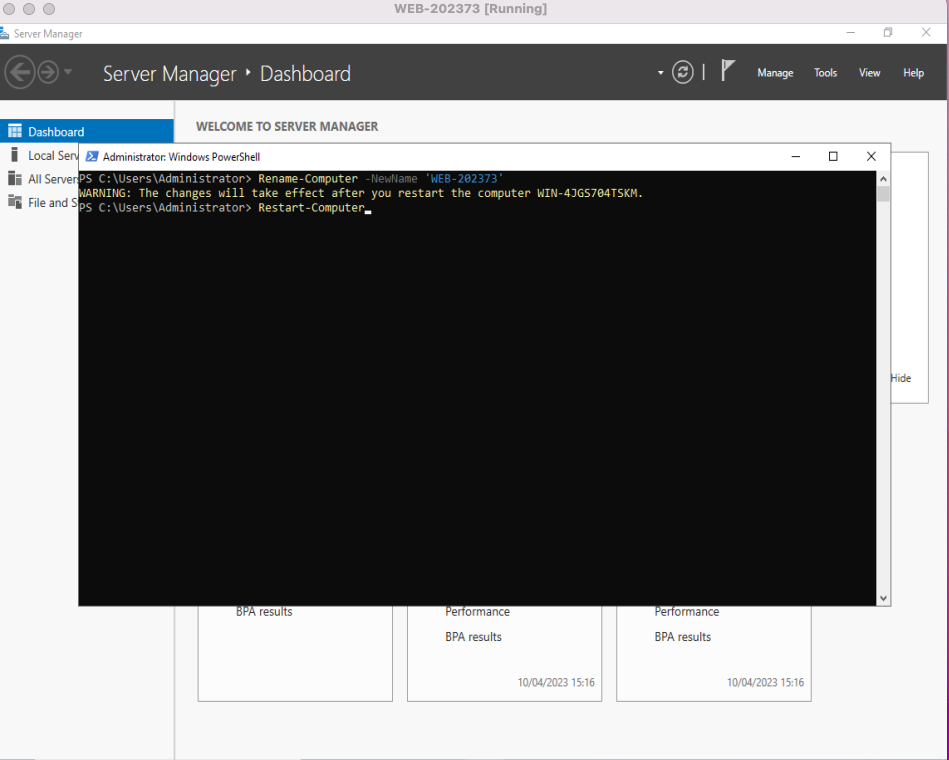 WEB-202373 [Running]
Server Manager
Server Manager ‣ Dashboard
Manage Tools View Help
Dashboard
Local Serv
All Server
File and S
WELCOME TO SERVER MANAGER
Administrator: Windows PowerShell
PS C:\Users\Administrator> Rename-Computer -NewName 'WEB-202373'
WARNING: The changes will take effect after you restart the computer WIN-4JGS704TSKM.
PS C:\Users\Administrator> Restart-Computer
Hide
BPA results
Performance
BPA results
10/04/2023 15:16
Performance
BPA results
10/04/2023 15:16